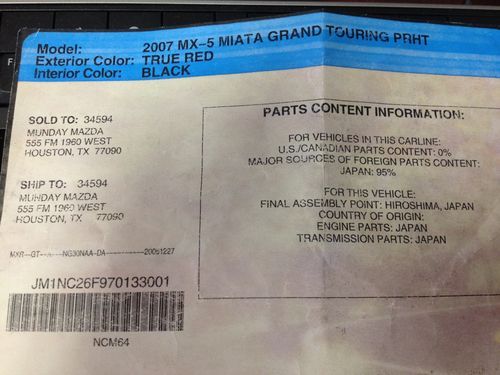 Model: 2007 MX-5 MIATA GRAND TOURING PRHT
Exterior Color: TRUE RED
Interior Color: BLACK
SOLD TO: 34594
MUNDAY MAZDA
555 FM 1960 WEST
HOUSTON, TX 77090
SHIP TO: 34594
MUNDAY MAZDA
555 FM 1960 WEST
HOUSTON, TX 77090
JM1NC26F970133001
NCM64
PARTS CONTENT INFORMATION:
FOR VEHICLES IN THIS CARLINE:
U.S./CANADIAN PARTS CONTENT: 0%
MAJOR SOURCES OF FOREIGN PARTS CONTENT:
JAPAN: 95%
FOR THIS VEHICLE:
FINAL ASSEMBLY POINT: HIROSHIMA, JAPAN
COUNTRY OF ORIGIN:
ENGINE PARTS: JAPAN
TRANSMISSION PARTS: JAPAN